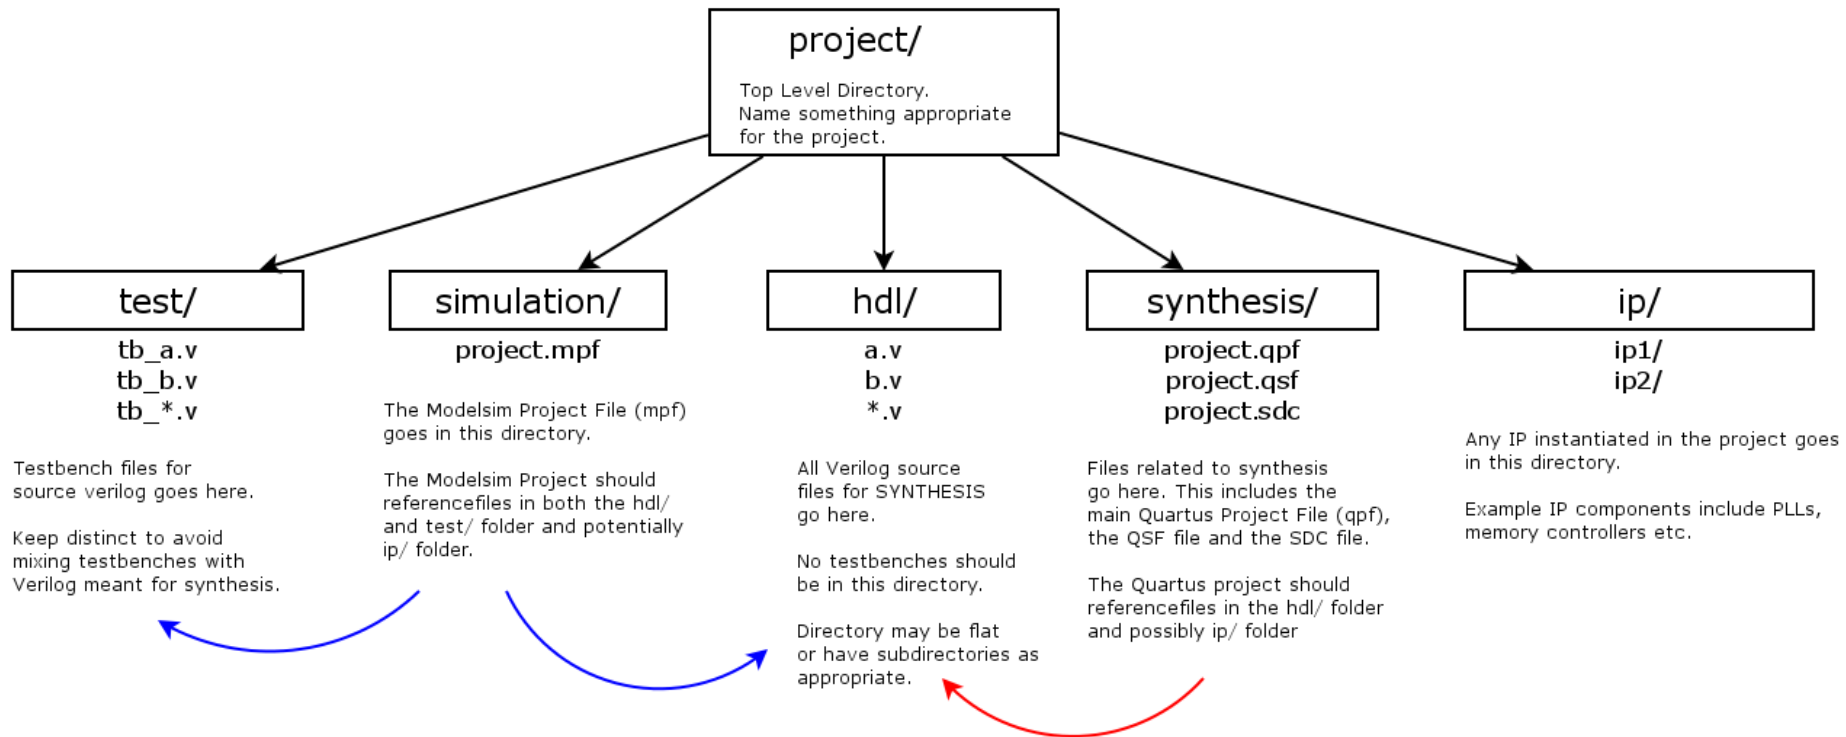 project/
Top Level Directory.
Name something appropriate
for the project.
test/
tb_a.v
tb_b.v
tb_*.v
Testbench files for
source verilog goes here.
Keep distinct to avoid
mixing testbenches with
Verilog meant for synthesis.
simulation/
project.mpf
The Modelsim Project File (mpf)
goes in this directory.
The Modelsim Project should
referencefiles in both the hdl/
and test/ folder and potentially
ip/ folder.
hdl/
a.v
b.v
*.v
All Verilog source
files for SYNTHESIS
go here.
No testbenches should
be in this directory.
Directory may be flat
or have subdirectories as
appropriate.
synthesis/
project.qpf
project.qsf
project.sdc
Files related to synthesis
go here. This includes the
main Quartus Project File (qpf),
the QSF file and the SDC file.
The Quartus project should
referencefiles in the hdl/ folder
and possibly ip/ folder
ip/
ip1/
ip2/
Any IP instantiated in the project goes
in this directory.
Example IP components include PLLs,
memory controllers etc.